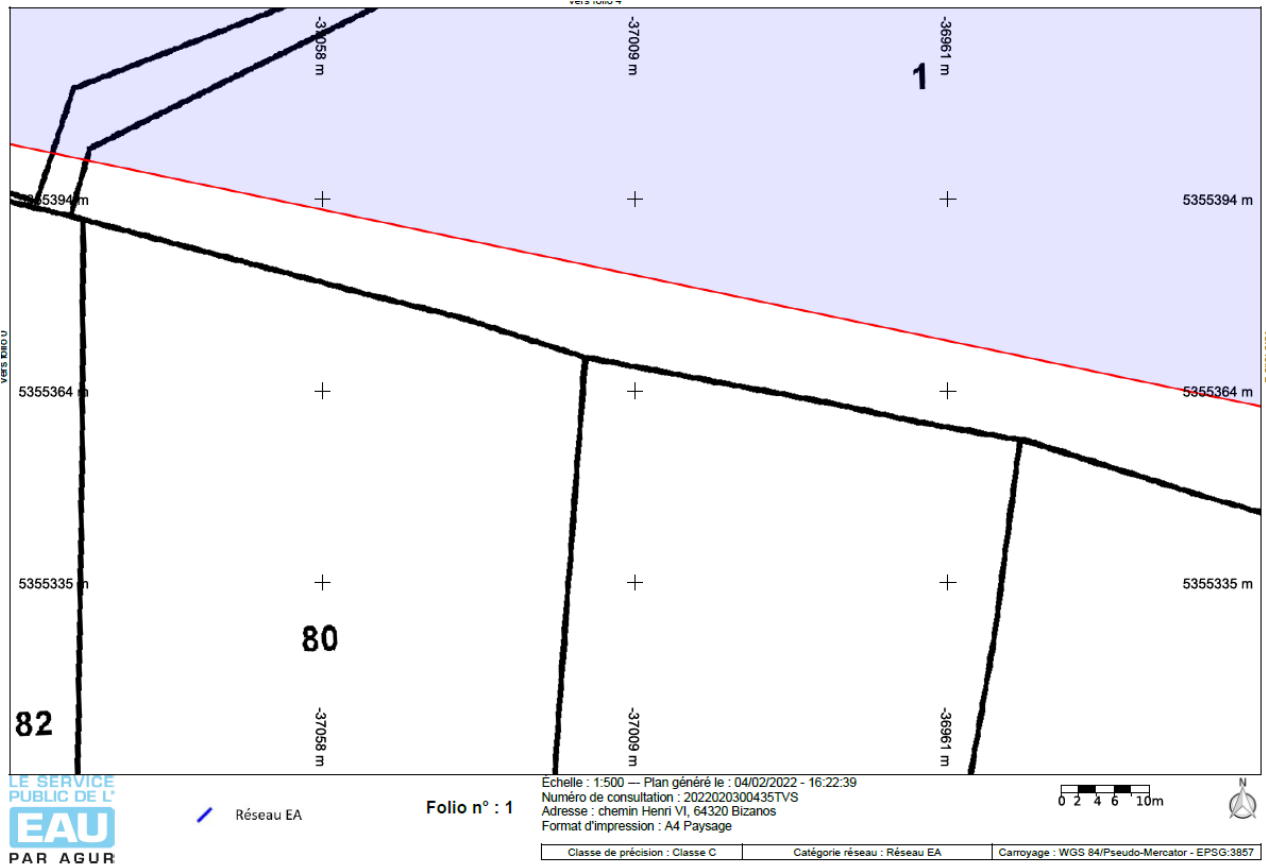 Vers folio 4
-37058 m
-37009 m
-36961 m
1
5355394 m
5355394 m
5355364 m
5355364 m
5355335 m
5355335 m
80
82
-37058 m
-37009 m
-36961 m
LE SERVICE
PUBLIC DE L'
EAU
PAR AGUR
Réseau EA
Folio n° : 1
Échelle : 1:500 --- Plan généré le : 04/02/2022 - 16:22:39
Numéro de consultation : 2022020300435TVS
Adresse : chemin Henri VI, 64320 Bizanos
Format d'impression : A4 Paysage
0 2 4 6 10m
N
Classe de précision : Classe C
Catégorie réseau : Réseau EA
Carroyage : WGS 84/Pseudo-Mercator - EPSG:3857